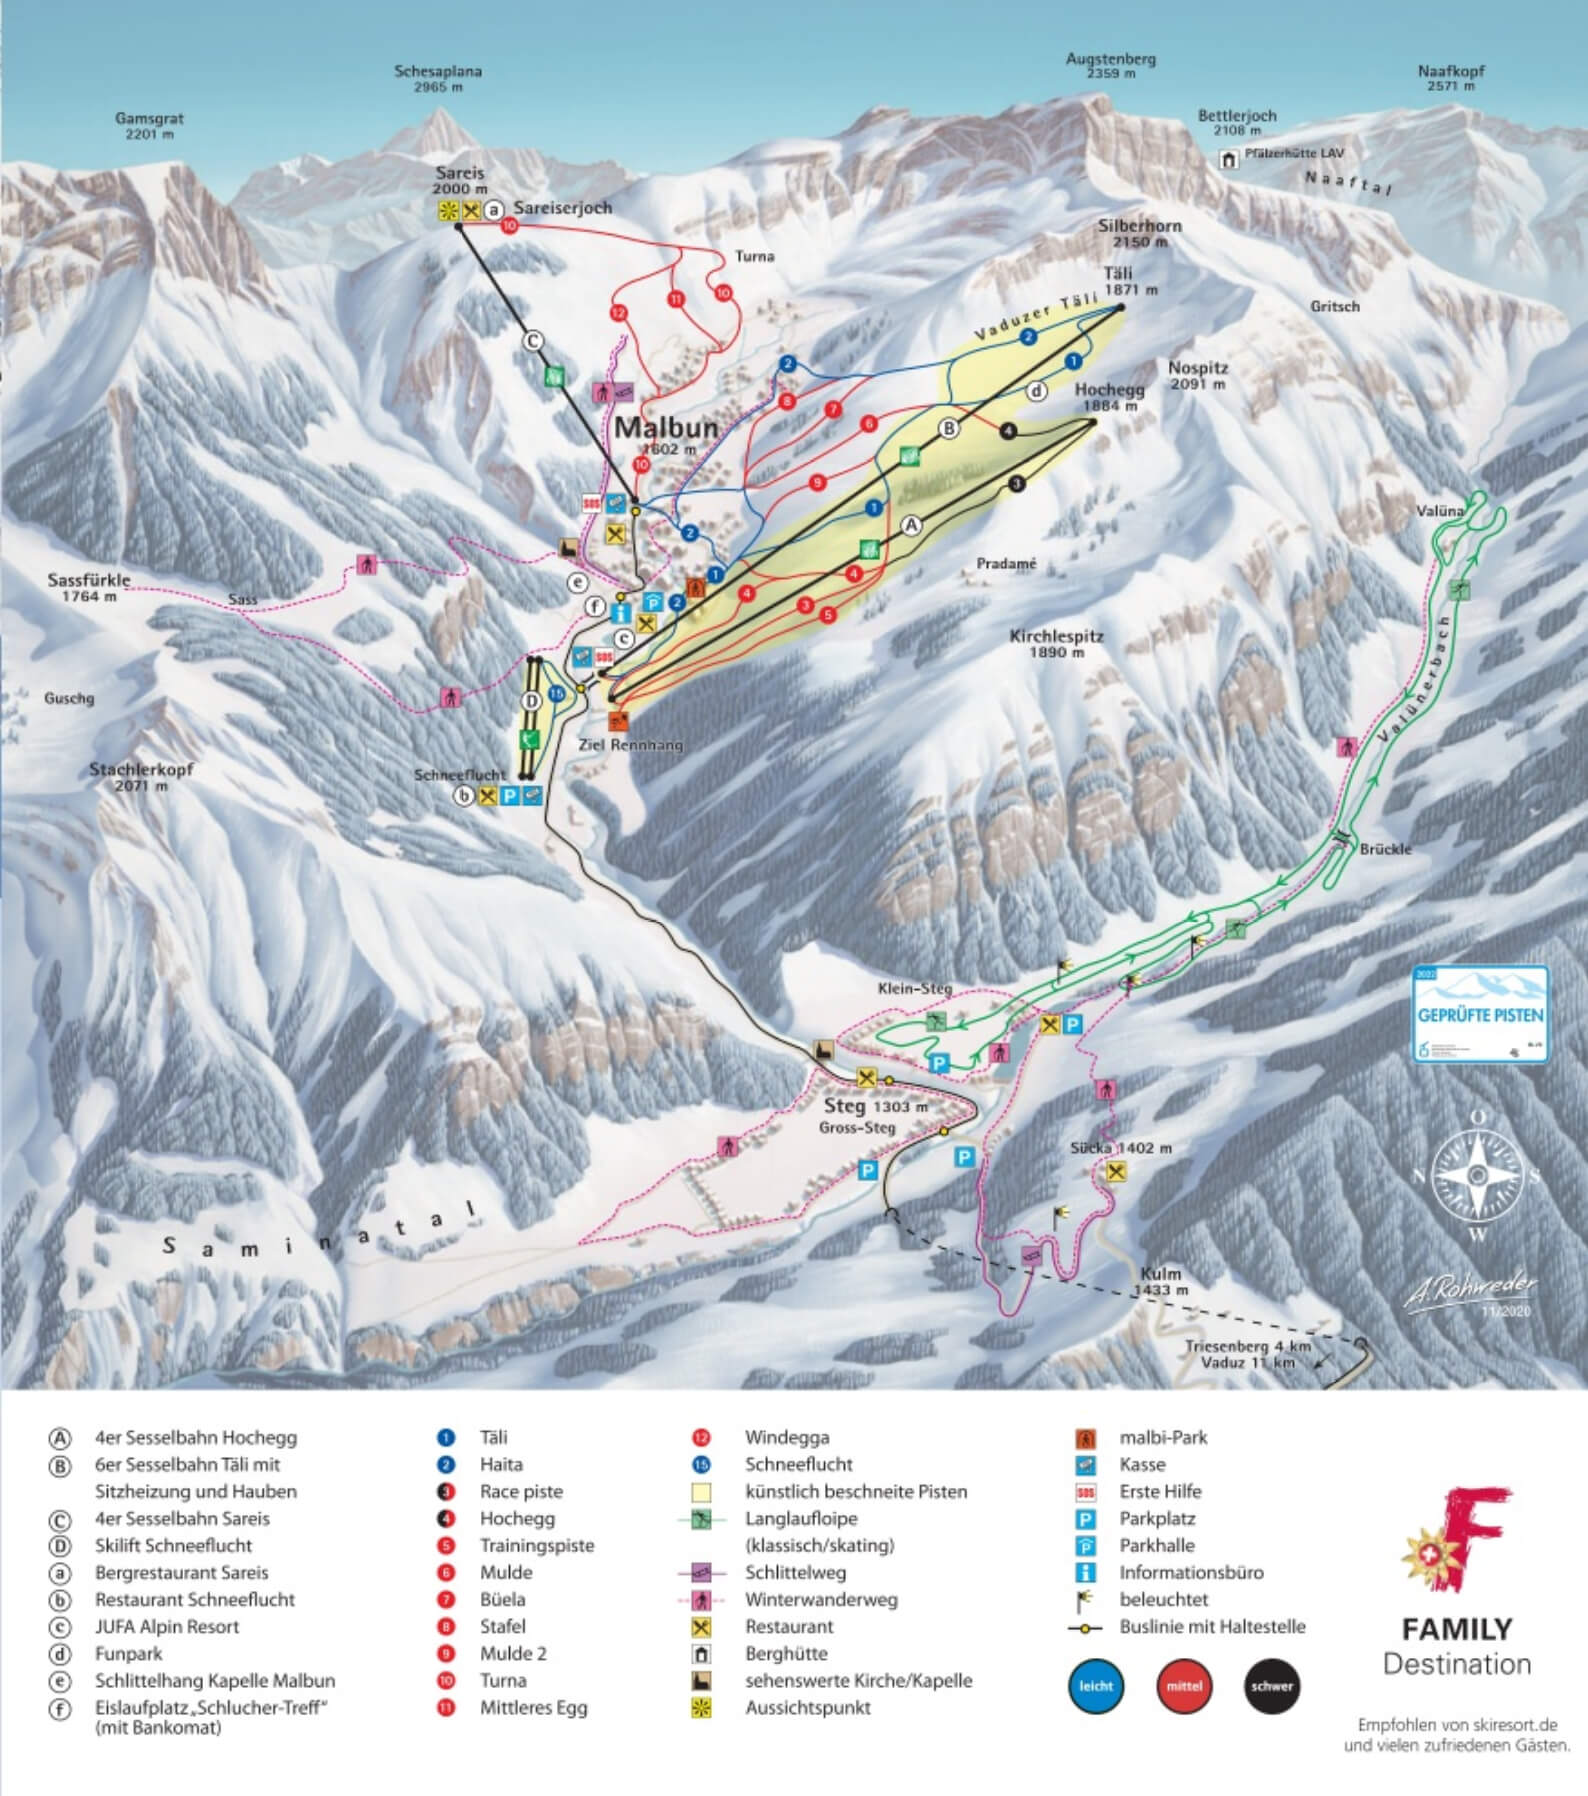 Schesaplana
2965 m
Gamsgrat
2201 m
Augstenberg
2359 m
Naafkopf
2571 m
Bettlerjoch
2108 m
Pfälzerhütte LAV
Naaftal
Sareis
2000 m
a
Sareiserjoch
10
Turna
Silberhorn
2150 m
Täli
1871 m
Vaduzer Täli
Gritsch
12
11
10
C
2
2
1
d
Nospitz
2091 m
Hochegg
1884 m
8
7
6
B
4
Malbun
1602 m
10
9
3
SOS
1
A
Valüna
2
Pradamé
Sassfürkle
1764 m
Sass
e
1
4
4
f
i
P
2
3
5
c
Kirchlespitz
1890 m
SOS
Valünerbach
Guschg
D
15
Ziel Rennhang
Stachlerkopf
2071 m
Schneeflucht
b
P
Brückle
Klein-Steg
2022
GEPRÜFTE PISTEN
P
P
Steg 1303 m
Gross-Steg
P
P
Sücka 1402 m
O
N
S
W
Saminatal
Kulm
1433 m
A. Rohweder
11/2020
Triesenberg 4 km
Vaduz 11 km
A 4er Sesselbahn Hochegg
B 6er Sesselbahn Täli mit
Sitzheizung und Hauben
C 4er Sesselbahn Sareis
D Skilift Schneeflucht
a Bergrestaurant Sareis
b Restaurant Schneeflucht
c JUFA Alpin Resort
d Funpark
e Schlittelhang Kapelle Malbun
f Eislaufplatz „Schlucher-Treff“
(mit Bankomat)
1 Täli
2 Haita
3 Race piste
4 Hochegg
5 Trainingspiste
6 Mulde
7 Büela
8 Stafel
9 Mulde 2
10 Turna
11 Mittleres Egg
12 Windegga
15 Schneeflucht
künstlich beschneite Pisten
Langlaufloipe
(klassisch/skating)
Schlittelweg
Winterwanderweg
Restaurant
Berghütte
sehenswerte Kirche/Kapelle
Aussichtspunkt
malbi-Park
Kasse
SOS Erste Hilfe
P Parkplatz
P Parkhalle
i Informationsbüro
beleuchtet
Buslinie mit Haltestelle
leicht
mittel
schwer
F
FAMILY
Destination
Empfohlen von skiresort.de
und vielen zufriedenen Gästen.